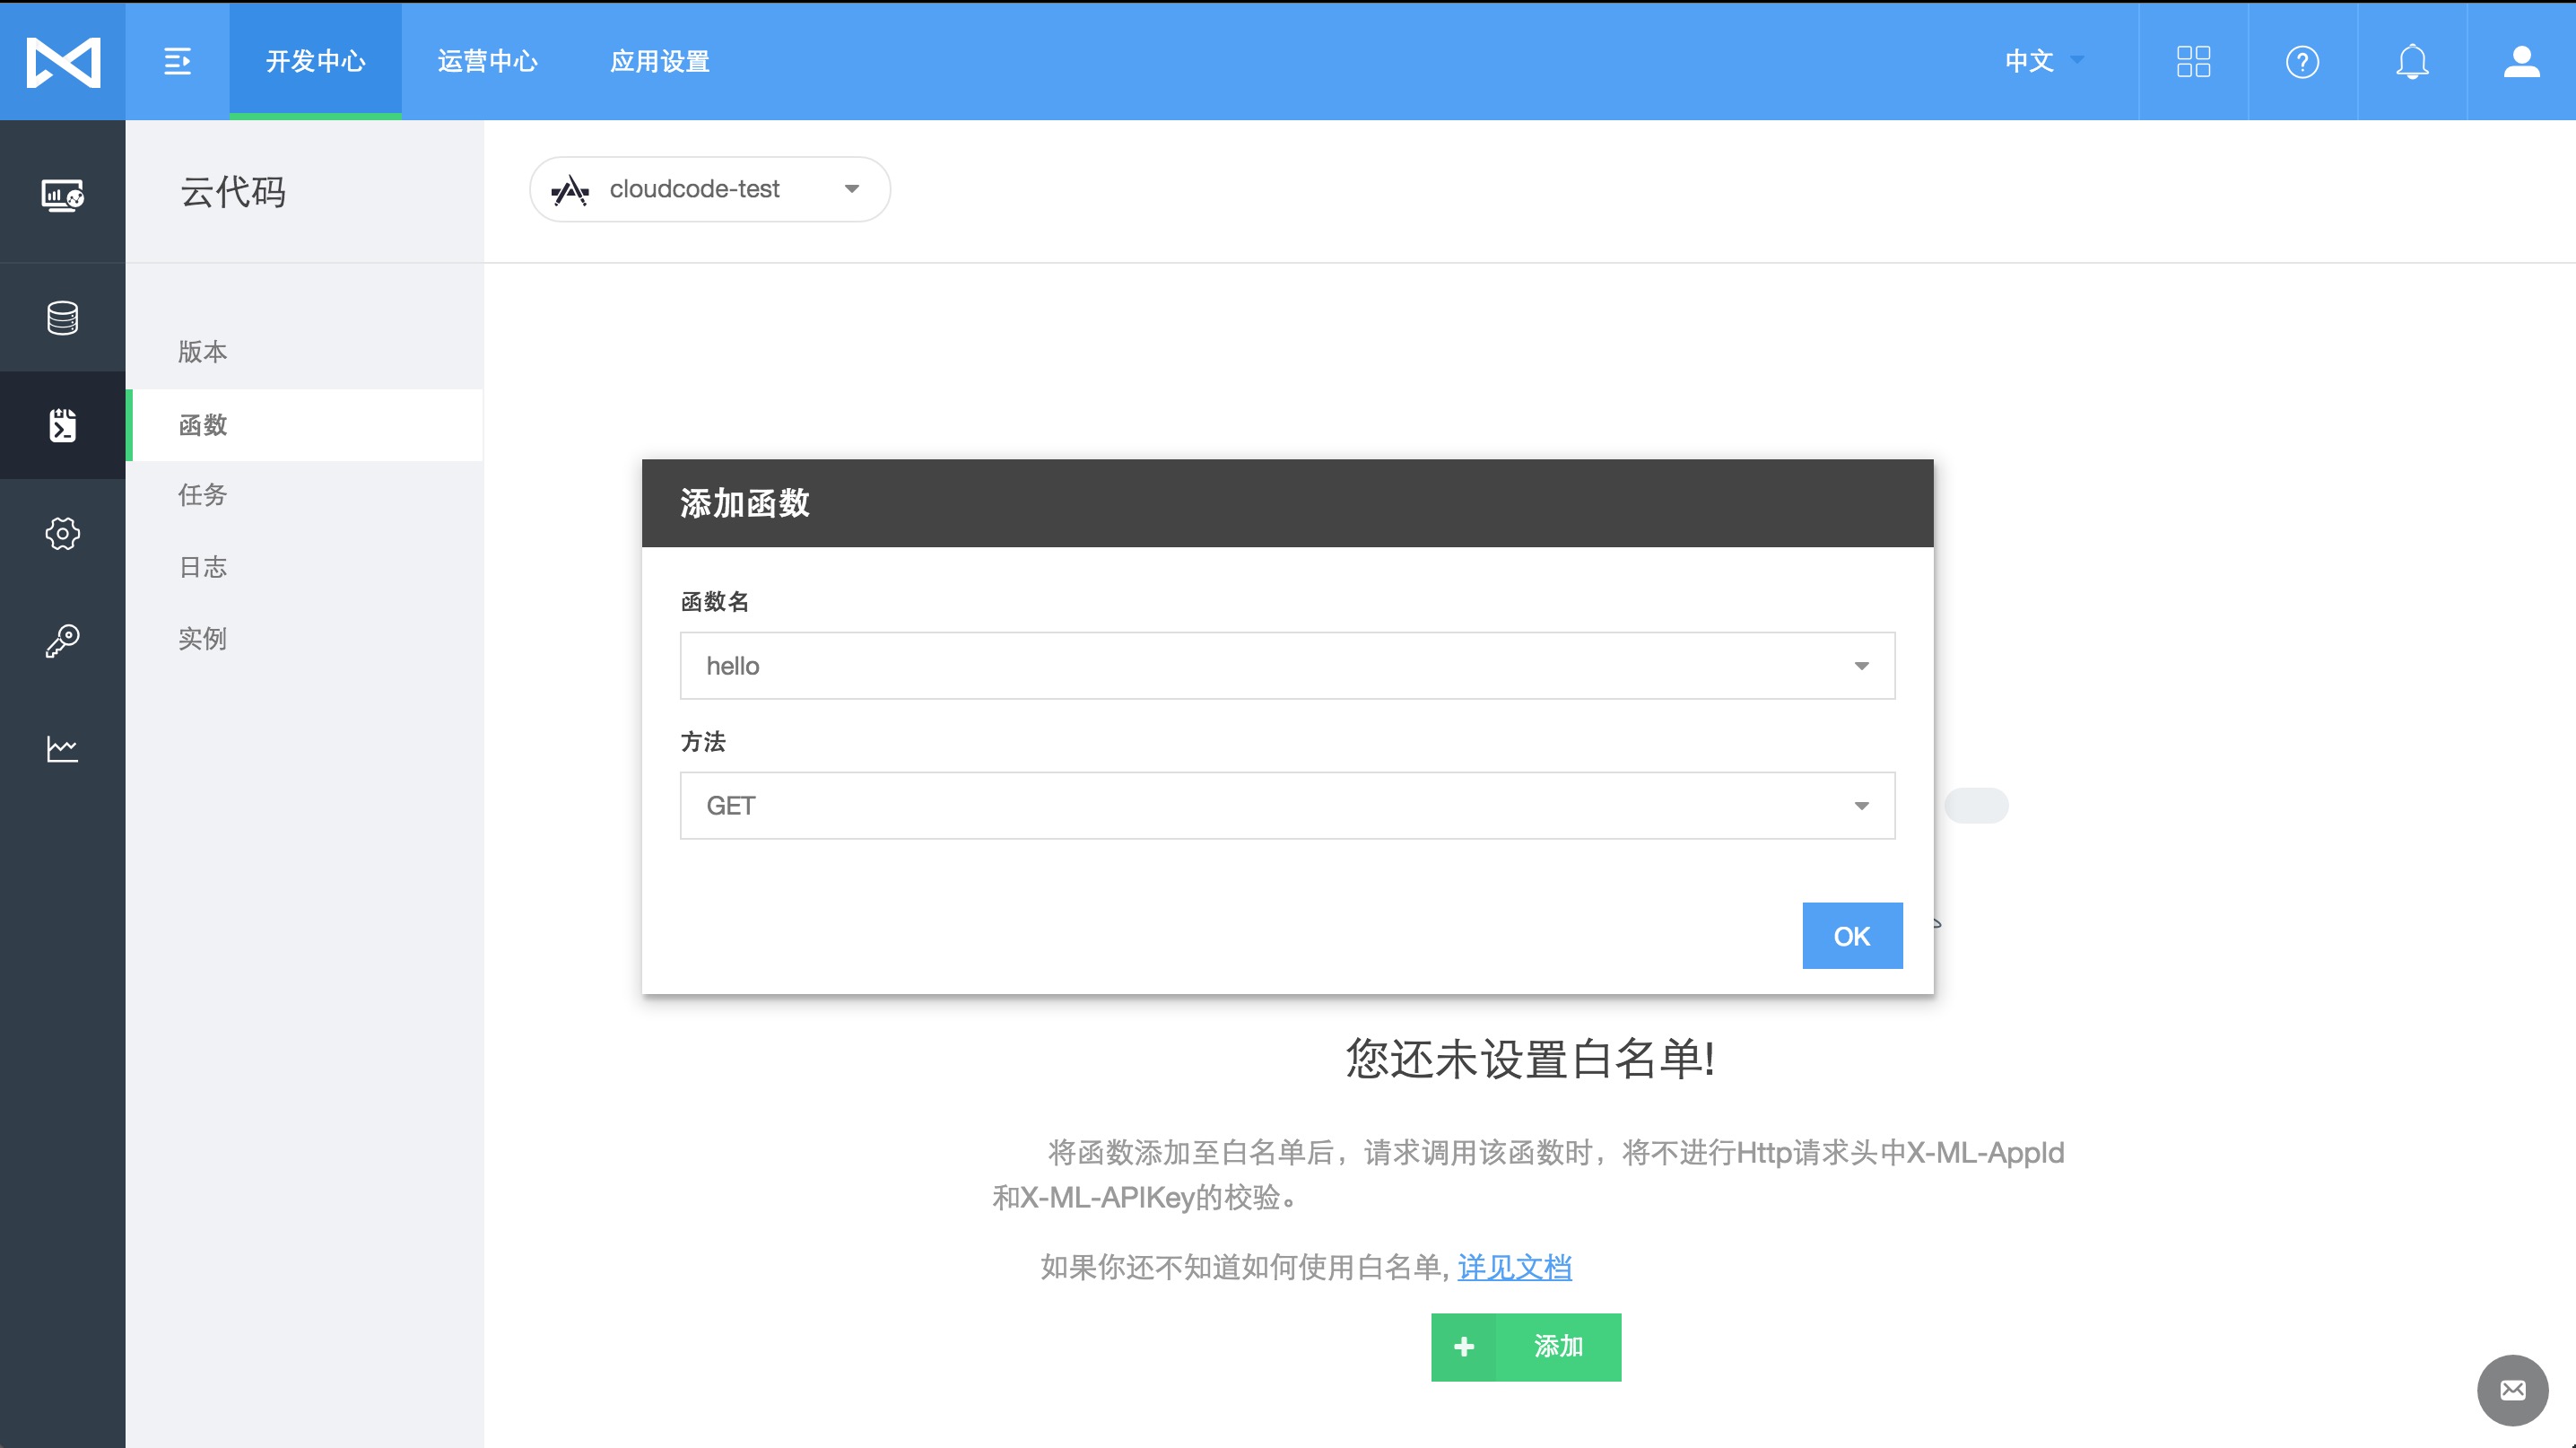 开发中心
运营中心
应用设置
中文
云代码
cloudcode-test
版本
函数
任务
日志
实例
添加函数
函数名
hello
方法
GET
OK
您还未设置白名单!
将函数添加至白名单后，请求调用该函数时，将不进行Http请求头中X-ML-AppId
和X-ML-APIKey的校验。
如果你还不知道如何使用白名单, 详见文档
添加